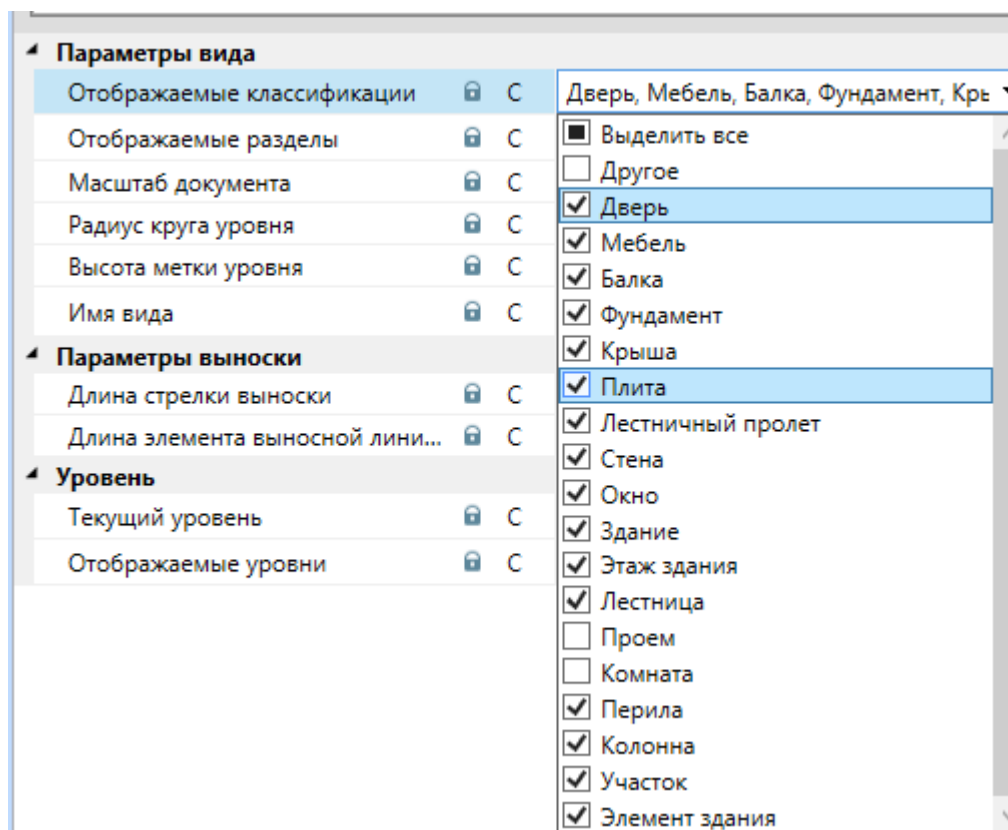 Параметры вида
Отображаемые классификации С Дверь, Мебель, Балка, Фундамент, Кры
Отображаемые разделы С
Масштаб документа С
Радиус круга уровня С
Высота метки уровня С
Имя вида С
Параметры выноски
Длина стрелки выноски С
Длина элемента выносной лини... С
Уровень
Текущий уровень С
Отображаемые уровни С
Выделить все
Другое
Дверь
Мебель
Балка
Фундамент
Крыша
Плита
Лестничный пролет
Стена
Окно
Здание
Этаж здания
Лестница
Проем
Комната
Перила
Колонна
Участок
Элемент здания